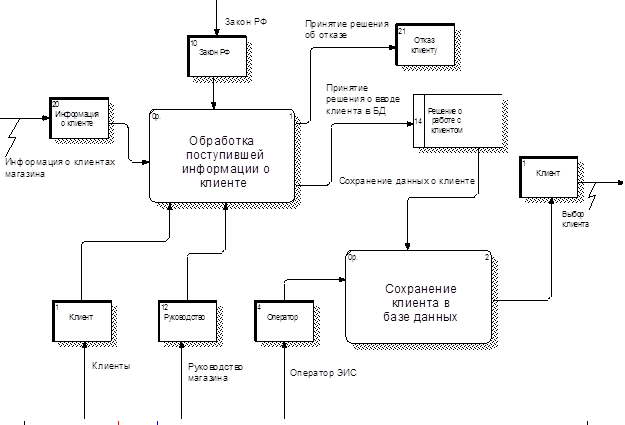 Закон РФ
10
Закон РФ
Принятие решения
об отказе
21
Отказ
клиенту
20
Информация
о клиенте
Информация о клиентах
магазина
0р.
1
Обработка
поступившей
информации о
клиенте
Принятие
решения о вводе
клиента в БД
14
Решение о
работе с
клиентом
Сохранение данных о клиенте
1
Клиент
Выбор
клиента
0р.
2
Сохранение
клиента в
базе данных
1
Клиент
12
Руководство
4
Оператор
Клиенты
Руководство
магазина
Оператор ЭИС